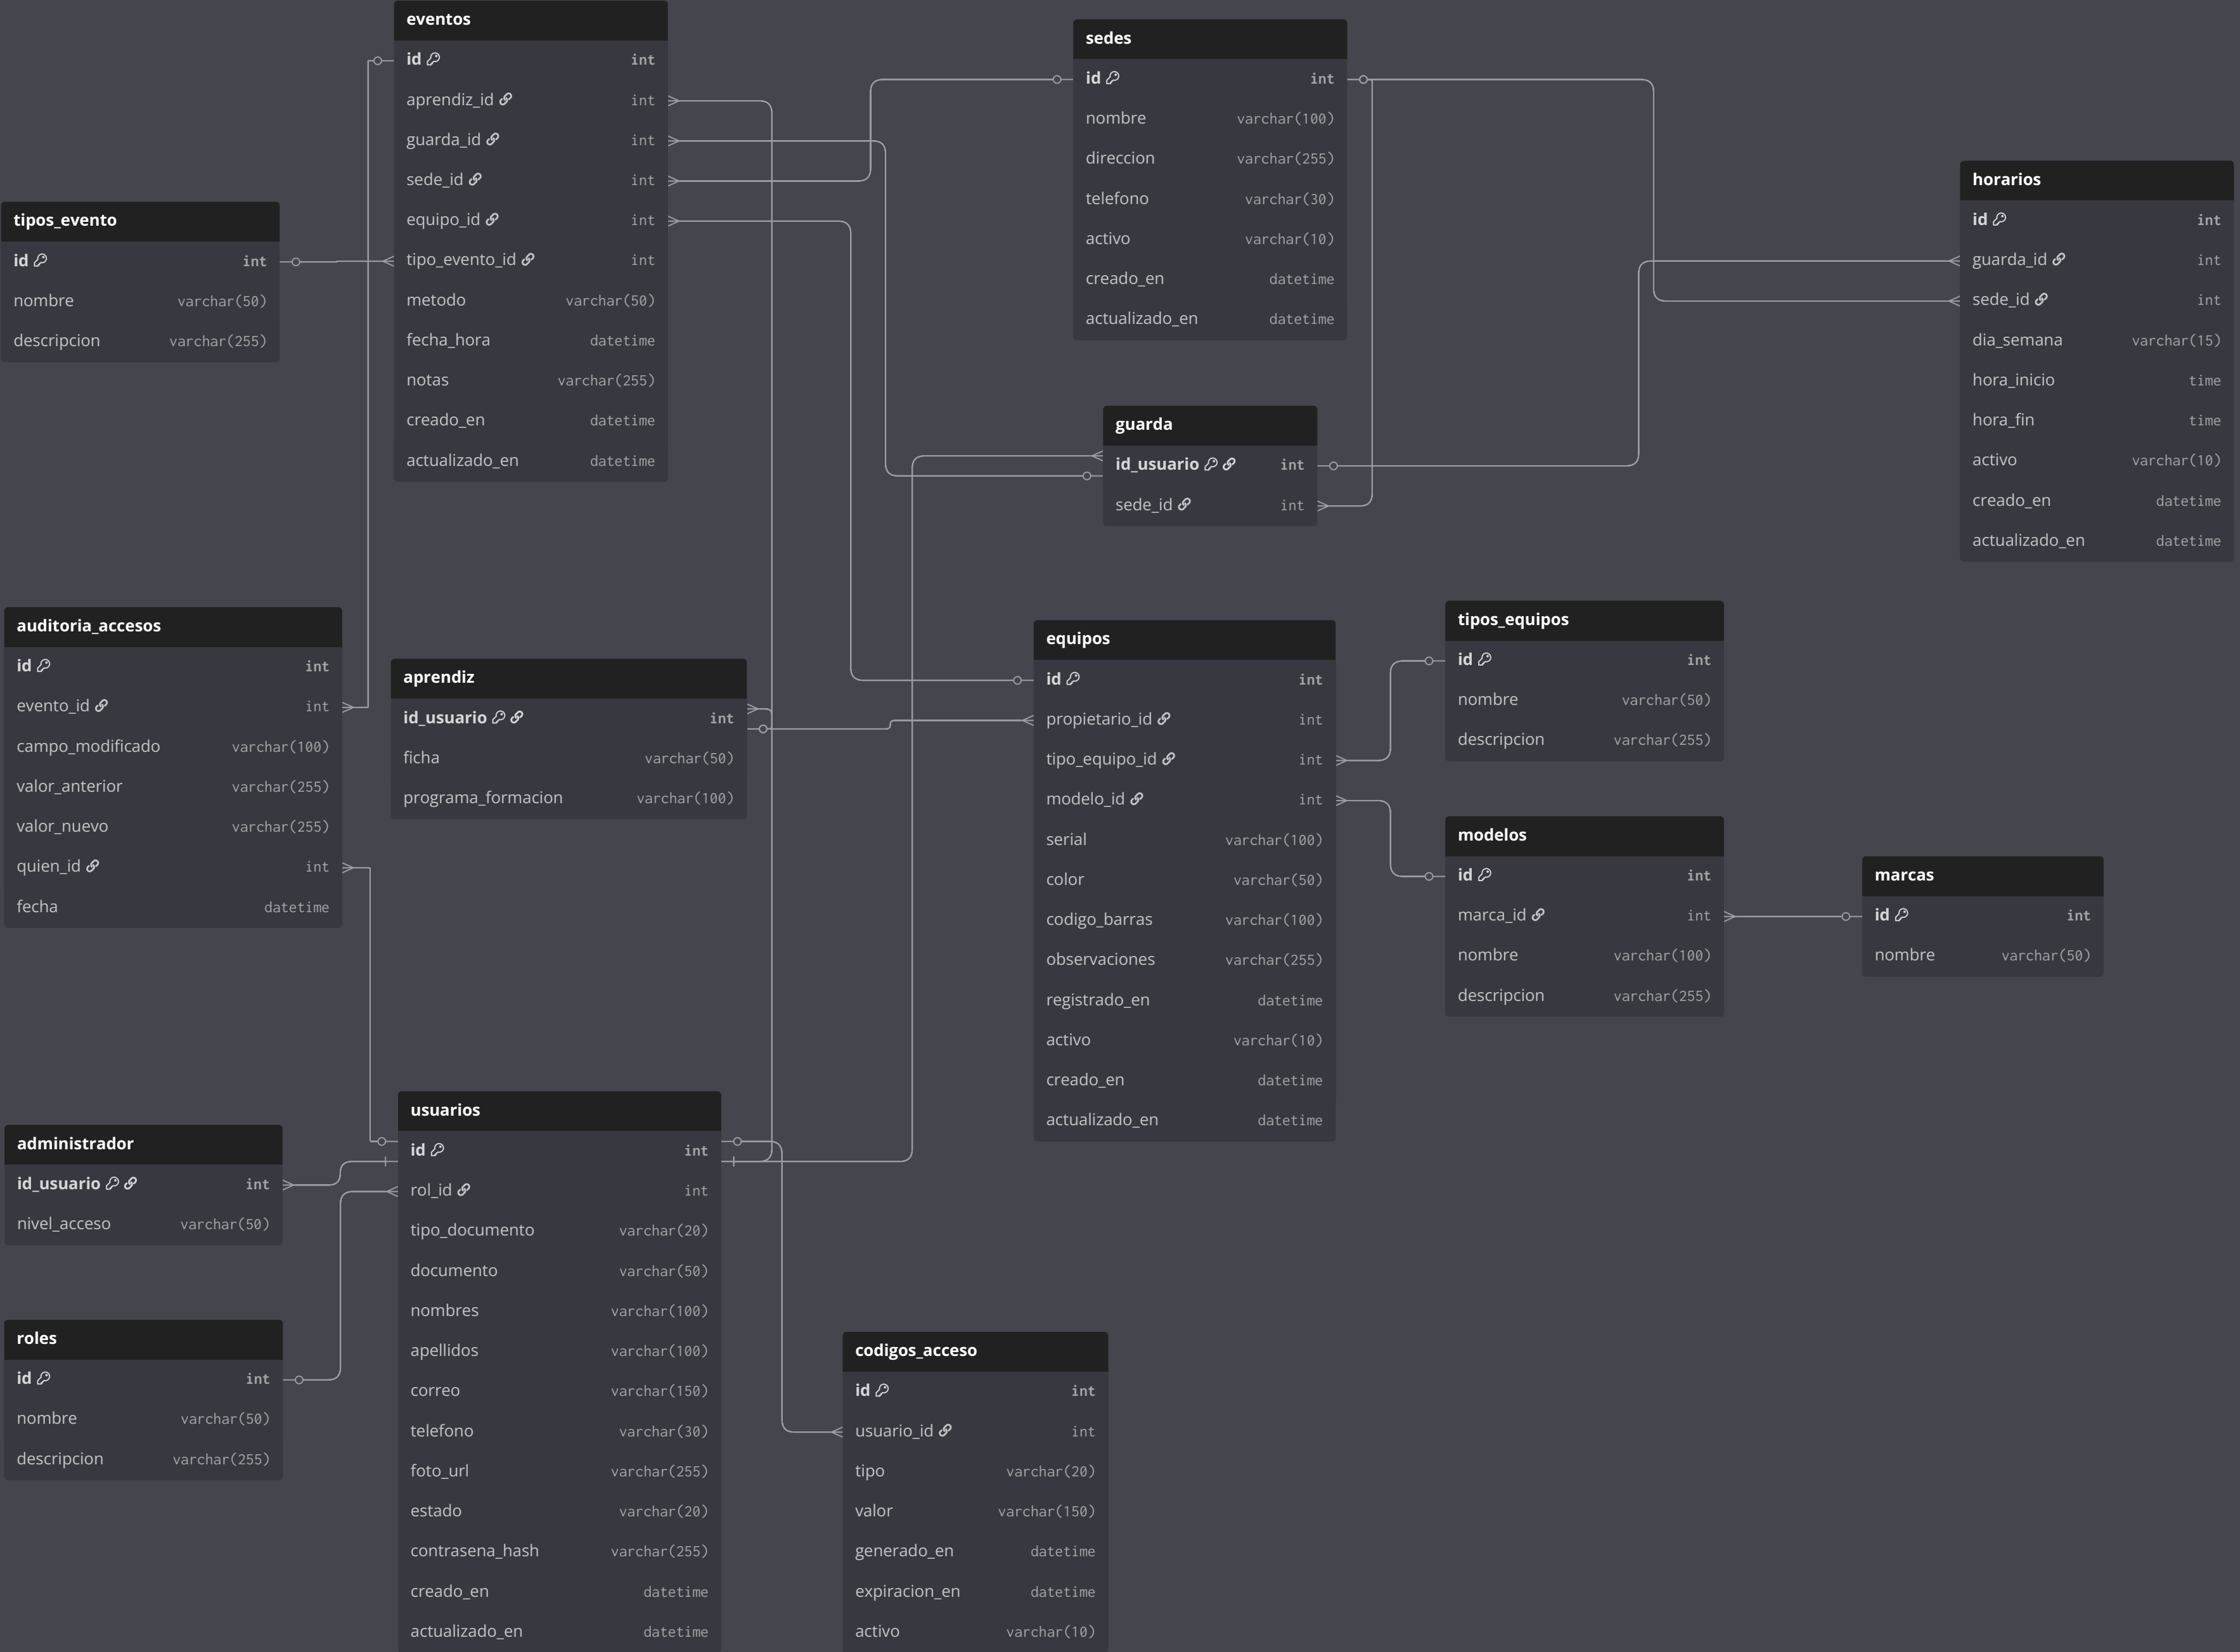 eventos
id int
aprendiz_id int
guarda_id int
sede_id int
equipo_id int
tipo_evento_id int
metodo varchar(50)
fecha_hora datetime
notas varchar(255)
creado_en datetime
actualizado_en datetime
sedes
id int
nombre varchar(100)
direccion varchar(255)
telefono varchar(30)
activo varchar(10)
creado_en datetime
actualizado_en datetime
horarios
id int
guarda_id int
sede_id int
dia_semana varchar(15)
hora_inicio time
hora_fin time
activo varchar(10)
creado_en datetime
actualizado_en datetime
tipos_evento
id int
nombre varchar(50)
descripcion varchar(255)
guarda
id_usuario int
sede_id int
auditoria_accesos
id int
evento_id int
campo_modificado varchar(100)
valor_anterior varchar(255)
valor_nuevo varchar(255)
quien_id int
fecha datetime
aprendiz
id_usuario int
ficha varchar(50)
programa_formacion varchar(100)
equipos
id int
propietario_id int
tipo_equipo_id int
modelo_id int
serial varchar(100)
color varchar(50)
codigo_barras varchar(100)
observaciones varchar(255)
registrado_en datetime
activo varchar(10)
creado_en datetime
actualizado_en datetime
tipos_equipos
id int
nombre varchar(50)
descripcion varchar(255)
modelos
id int
marca_id int
nombre varchar(100)
descripcion varchar(255)
marcas
id int
nombre varchar(50)
administrador
id_usuario int
nivel_acceso varchar(50)
roles
id int
nombre varchar(50)
descripcion varchar(255)
usuarios
id int
rol_id int
tipo_documento varchar(20)
documento varchar(50)
nombres varchar(100)
apellidos varchar(100)
correo varchar(150)
telefono varchar(30)
foto_url varchar(255)
estado varchar(20)
contrasena_hash varchar(255)
creado_en datetime
actualizado_en datetime
codigos_acceso
id int
usuario_id int
tipo varchar(20)
valor varchar(150)
generado_en datetime
expiracion_en datetime
activo varchar(10)